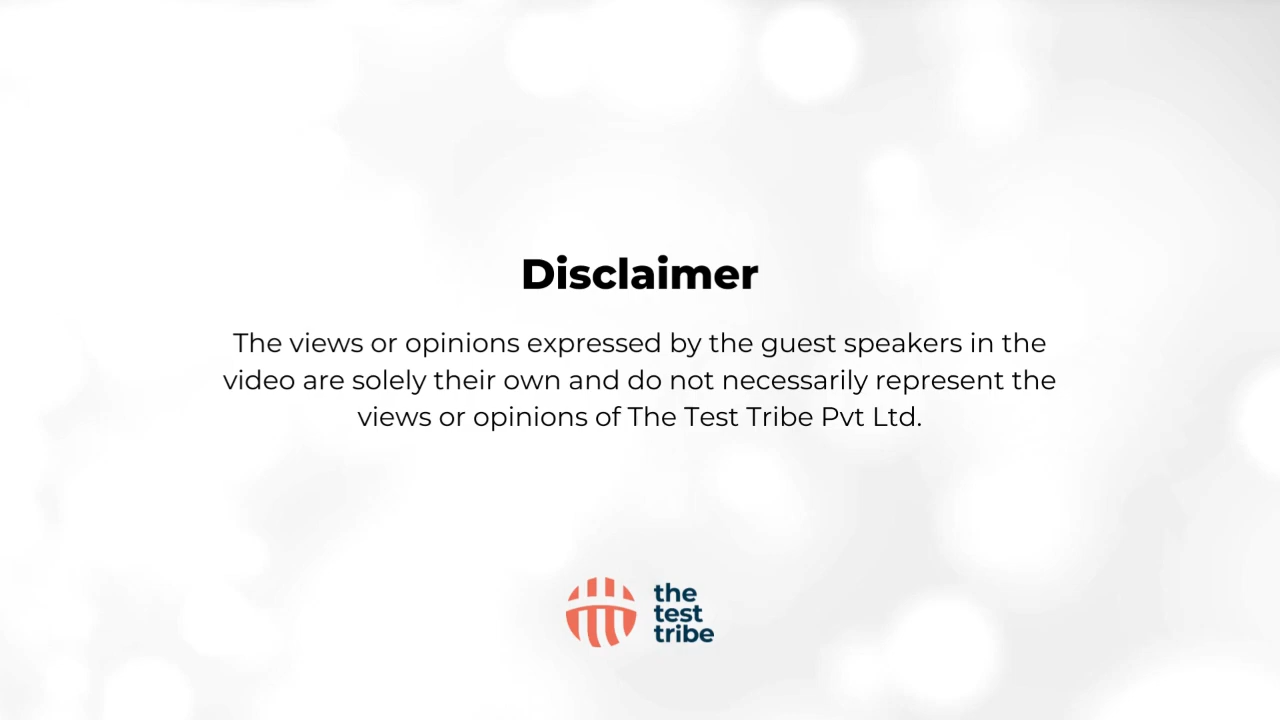 Disclaimer
The views or opinions expressed by the guest speakers in the
video are solely their own and do not necessarily represent the
views or opinions of The Test Tribe Pvt Ltd.
the
test
tribe